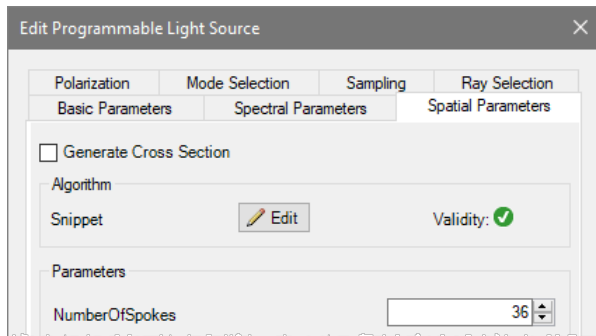 Edit Programmable Light Source
Polarization Mode Selection Sampling Ray Selection
Basic Parameters Spectral Parameters Spatial Parameters
Generate Cross Section
Algorithm
Snippet Edit Validity:
Parameters
NumberOfSpokes 36